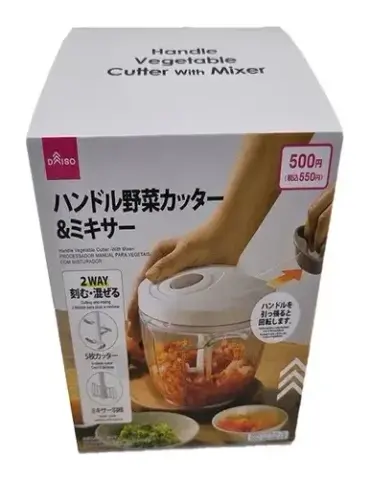 Handle
Vegetable
Cutter With Mixer
DAISO
500円
(税込550円)
ハンドル野菜カッター
&ミキサー
Handle Vegetable Cutter With Mixer
PROCESSADOR MANUAL PARA VEGETAIS
COM MISTURADOR
2WAY
刻む・混ぜる
5枚カッター
ミキサー羽根
ハンドルを
引っ張ると
回転します。